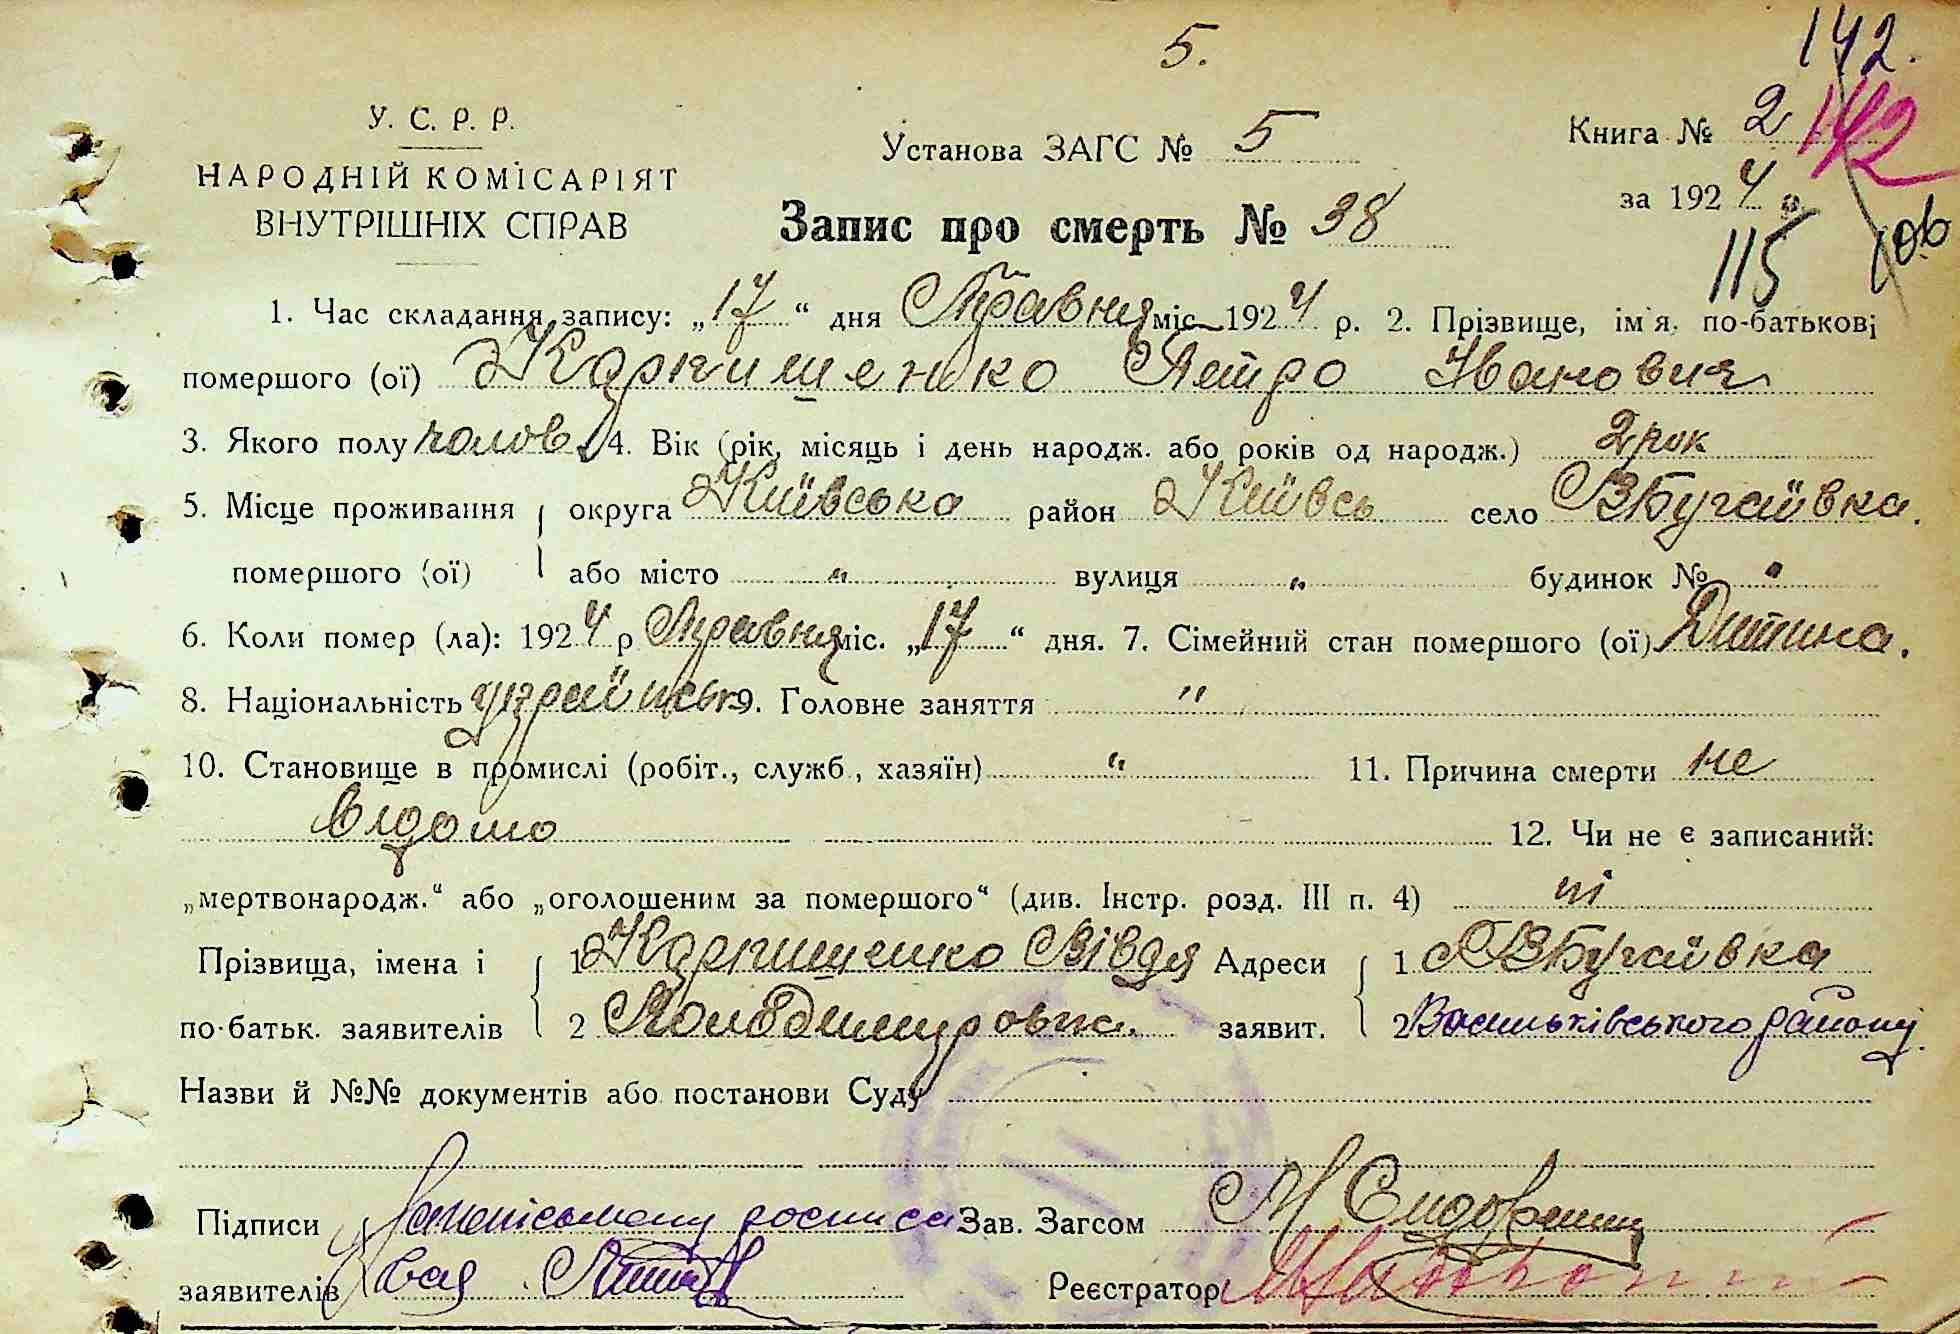 5.
142.
У. С. Р. Р.
НАРОДНІЙ КОМІСАРІЯТ
ВНУТРІШНІХ СПРАВ
Установа ЗАГС № 5
Книга № 2
142
за 1924 р.
Запис про смерть № 38
115
1. Час складання запису: „17“ дня Травня міс. 1924 р. 2. Прізвище, ім'я, по-батькові
помершого (ої) Карпишенко Петро Іванович
3. Якого полу чолов. 4. Вік (рік, місяць і день народж. або років од народж.) 2 рок
5. Місце проживання округа Київська район Київсь село ВБугаївка.
помершого (ої) або місто „ вулиця „ будинок № "
6. Коли помер (ла): 1924 р Травня міс. „17“ дня. 7. Сімейний стан помершого (ої) Дитина.
8. Національність україньсь 9. Головне заняття "
10. Становище в промислі (робіт., служб., хазяїн) " 11. Причина смерти не
відомо 12. Чи не є записаний:
„мертвонародж.“ або „оголошеним за помершого“ (див. Інстр. розд. III п. 4) ні
Прізвища, імена і 1 Карпишенко Вівдя Адреси 1 ВБугаївка
по-батьк. заявителів 2 заявит. 2 Васильківського району.
Назви й №№ документів або постанови Суду
Підписи росписа Зав. Загсом
заявителів Реєстратор